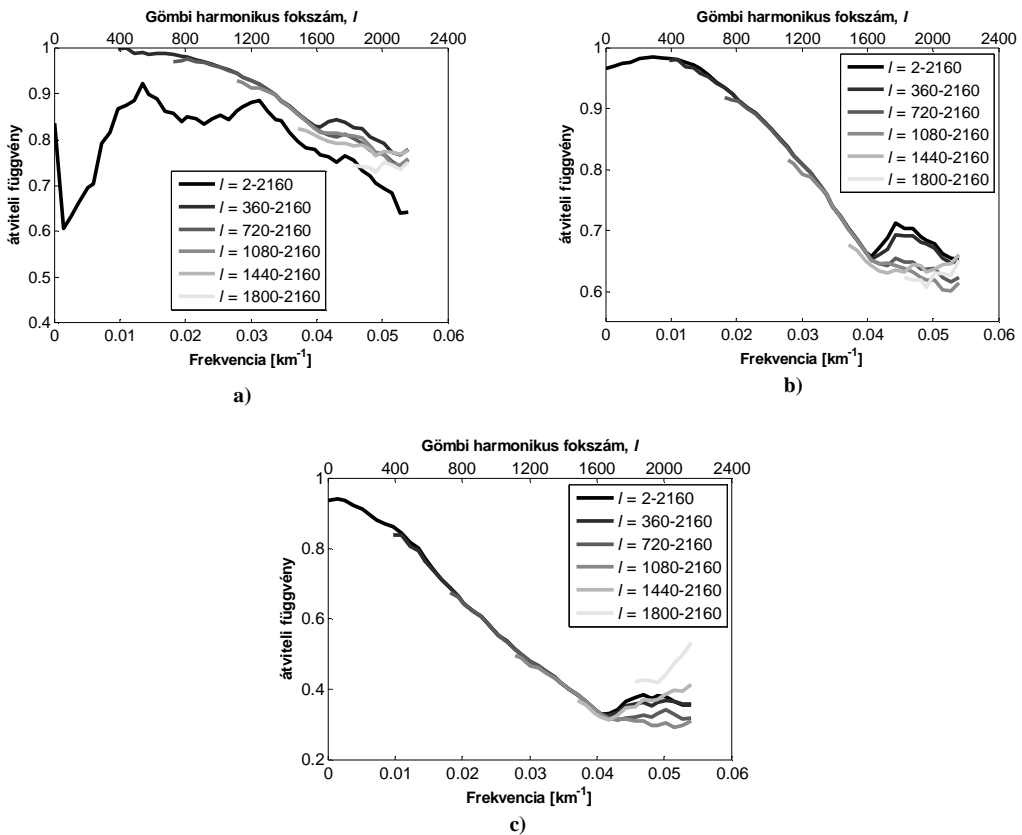 Gömbi harmonikus fokszám, l
0 400 800 1200 1600 2000 2400
1
0.9
0.8
0.7
0.6
0.5
0.4
átviteli függvény
l = 2-2160
l = 360-2160
l = 720-2160
l = 1080-2160
l = 1440-2160
l = 1800-2160
0 0.01 0.02 0.03 0.04 0.05 0.06
Frekvencia [km-1]
a)
Gömbi harmonikus fokszám, l
0 400 800 1200 1600 2000 2400
1
0.9
0.8
0.7
0.6
átviteli függvény
l = 2-2160
l = 360-2160
l = 720-2160
l = 1080-2160
l = 1440-2160
l = 1800-2160
0 0.01 0.02 0.03 0.04 0.05 0.06
Frekvencia [km-1]
b)
Gömbi harmonikus fokszám, l
0 400 800 1200 1600 2000 2400
1
0.8
0.6
0.4
0.2
átviteli függvény
l = 2-2160
l = 360-2160
l = 720-2160
l = 1080-2160
l = 1440-2160
l = 1800-2160
0 0.01 0.02 0.03 0.04 0.05 0.06
Frekvencia [km-1]
c)